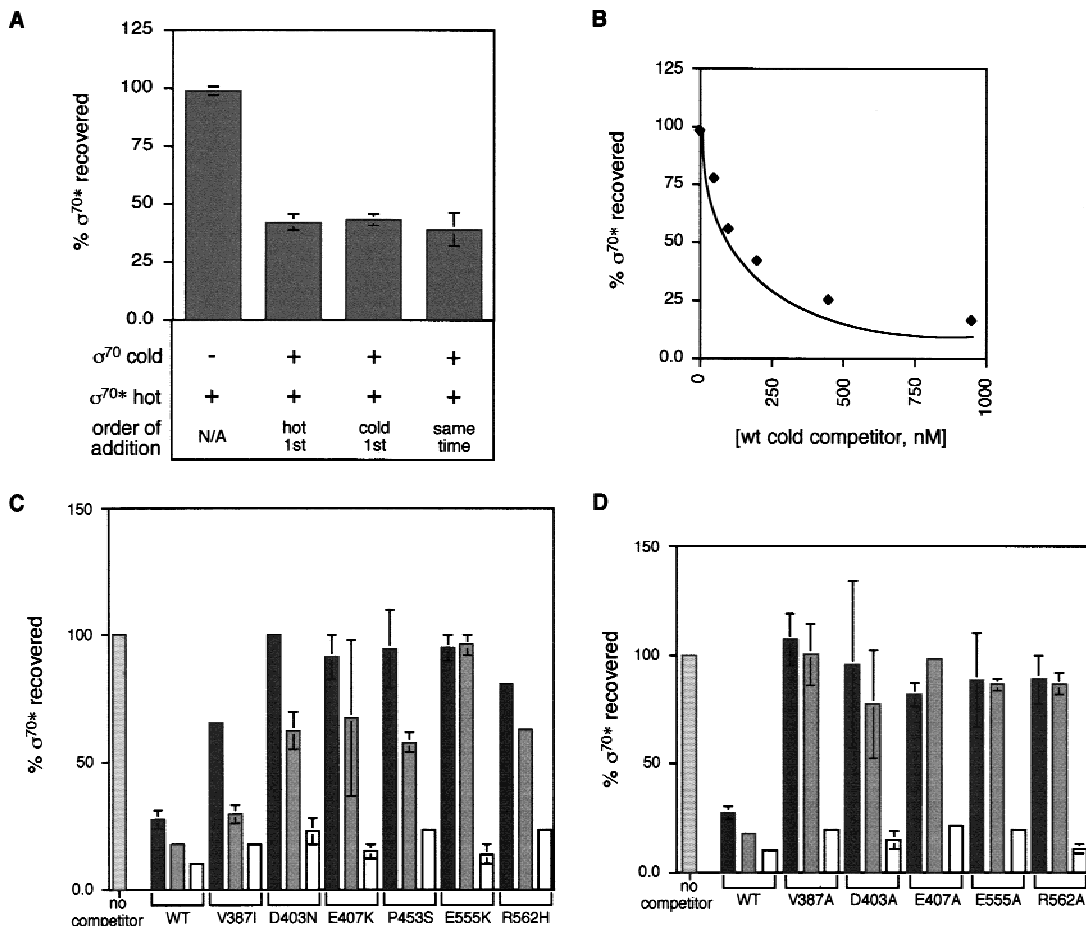 A
125
100
75
50
25
0.0
% σ70* recovered
σ70 cold - + + +
σ70* hot + + + +
order of addition N/A hot 1st cold 1st same time
B
125
100
75
50
25
0.0
% σ70* recovered
0 250 500 750 1000
[wt cold competitor, nM]
C
150
100
50
0.0
% σ70* recovered
no competitor WT V387I D403N E407K P453S E555K R562H
D
150
100
50
0.0
% σ70* recovered
no competitor WT V387A D403A E407A E555A R562A